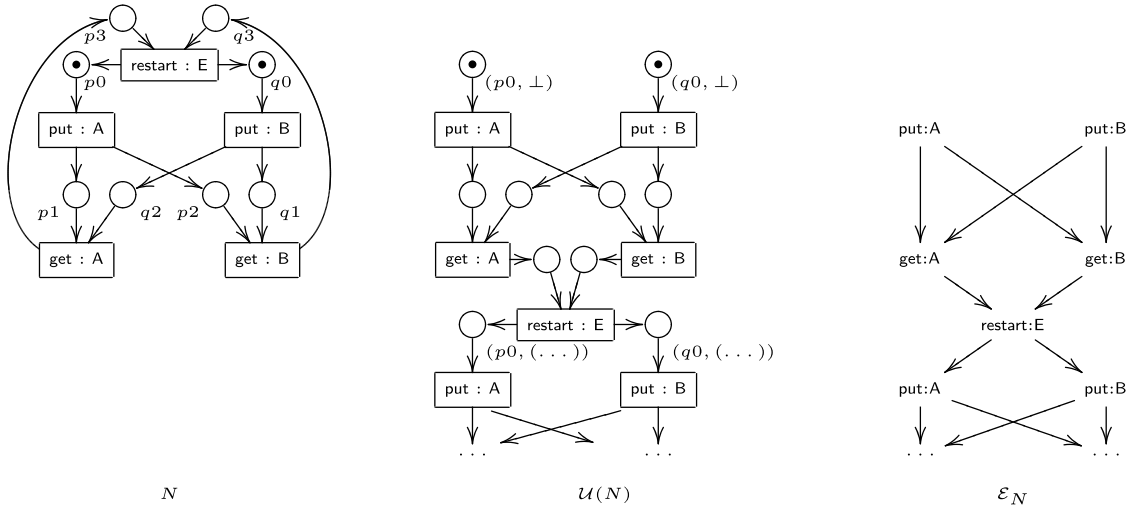 p3 q3
restart : E
p0 q0
put : A put : B
p1 q2 p2 q1
get : A get : B
N
(p0, ⊥) (q0, ⊥)
put : A put : B
get : A get : B
restart : E
(p0, (...)) (q0, (...))
put : A put : B
... ...
U(N)
put:A put:B
get:A get:B
restart:E
put:A put:B
... ...
ℰN